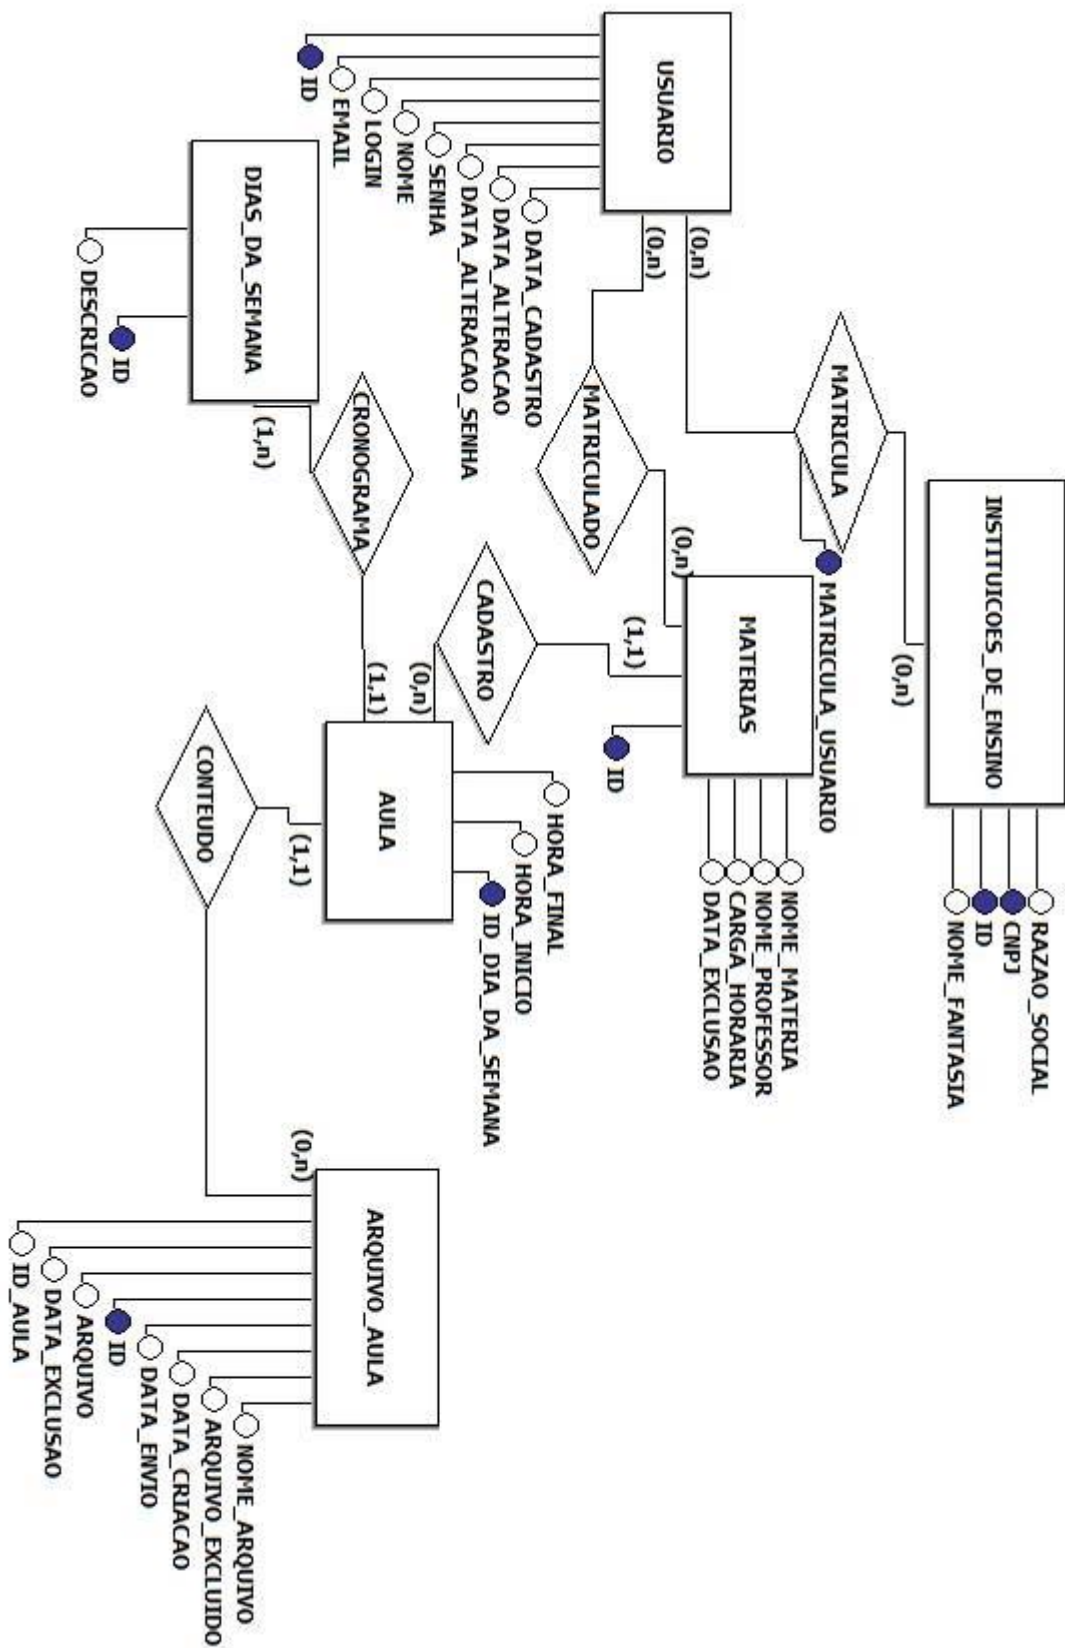 USUARIO
ID
EMAIL
LOGIN
NOME
SENHA
DATA_ALTERACAO_SENHA
DATA_ALTERACAO
DATA_CADASTRO
(0,n)
(0,n)
MATRICULA
MATRICULA_USUARIO
(0,n)
INSTITUICOES_DE_ENSINO
RAZAO_SOCIAL
CNPJ
ID
NOME_FANTASIA
MATRICULADO
(0,n)
MATERIAS
NOME_MATERIA
NOME_PROFESSOR
CARGA_HORARIA
DATA_EXCLUSAO
ID
(1,1)
CADASTRO
(0,n)
DIAS_DA_SEMANA
DESCRICAO
ID
(1,n)
CRONOGRAMA
(1,1)
AULA
HORA_FINAL
HORA_INICIO
ID_DIA_DA_SEMANA
(1,1)
CONTEUDO
(0,n)
ARQUIVO_AULA
NOME_ARQUIVO
ARQUIVO_EXCLUIDO
DATA_CRIACAO
DATA_ENVIO
ID
ARQUIVO
DATA_EXCLUSAO
ID_AULA